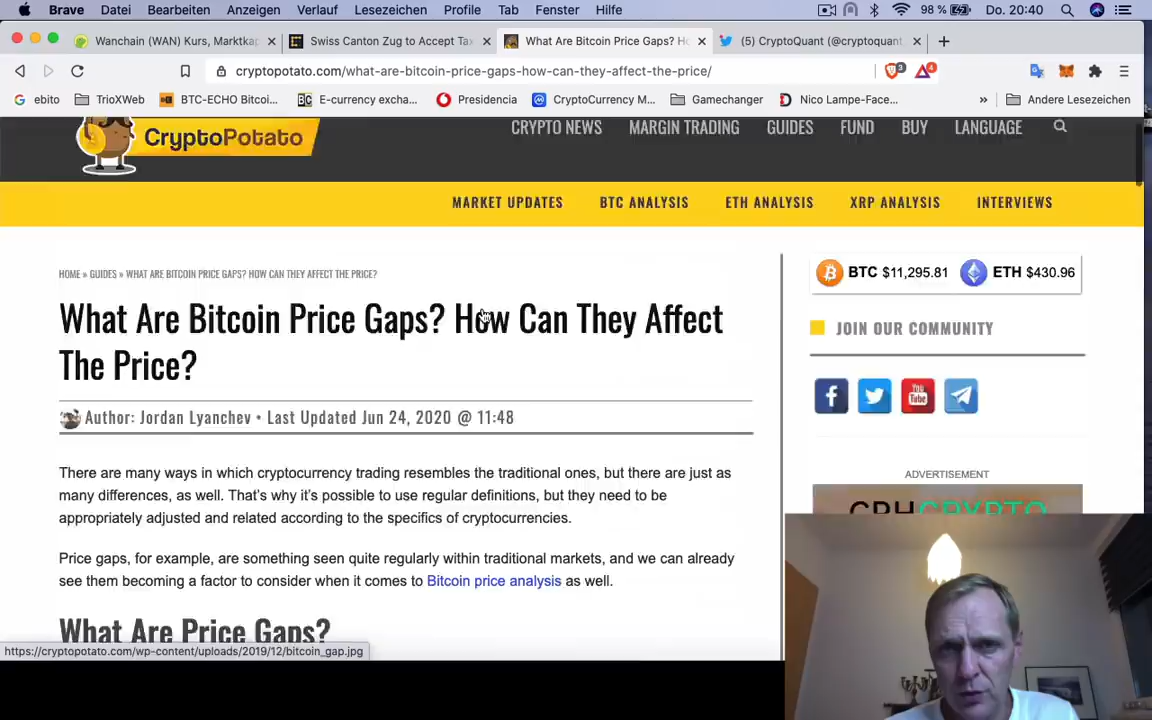 Brave Datei Bearbeiten Anzeigen Verlauf Lesezeichen Profile Tab Fenster Hilfe 98 % Do. 20:40
Wanchain (WAN) Kurs, Marktkap × Swiss Canton Zug to Accept Tax × What Are Bitcoin Price Gaps? Ho × (5) CryptoQuant (@cryptoquant × +
cryptopotato.com/what-are-bitcoin-price-gaps-how-can-they-affect-the-price/ 3 4
ebito TrioXWeb BTC-ECHO Bitcoi... E-currency excha... Presidencia CryptoCurrency M... Gamechanger Nico Lampe-Face... » Andere Lesezeichen
CryptoPotato CRYPTO NEWS MARGIN TRADING GUIDES FUND BUY LANGUAGE
MARKET UPDATES BTC ANALYSIS ETH ANALYSIS XRP ANALYSIS INTERVIEWS
HOME » GUIDES » WHAT ARE BITCOIN PRICE GAPS? HOW CAN THEY AFFECT THE PRICE?
What Are Bitcoin Price Gaps? How Can They Affect
The Price?
Author: Jordan Lyanchev • Last Updated Jun 24, 2020 @ 11:48
There are many ways in which cryptocurrency trading resembles the traditional ones, but there are just as
many differences, as well. That's why it's possible to use regular definitions, but they need to be
appropriately adjusted and related according to the specifics of cryptocurrencies.
Price gaps, for example, are something seen quite regularly within traditional markets, and we can already
see them becoming a factor to consider when it comes to Bitcoin price analysis as well.
What Are Price Gaps?
https://cryptopotato.com/wp-content/uploads/2019/12/bitcoin_gap.jpg
BTC $11,295.81 ETH $430.96
JOIN OUR COMMUNITY
You
Tube
ADVERTISEMENT